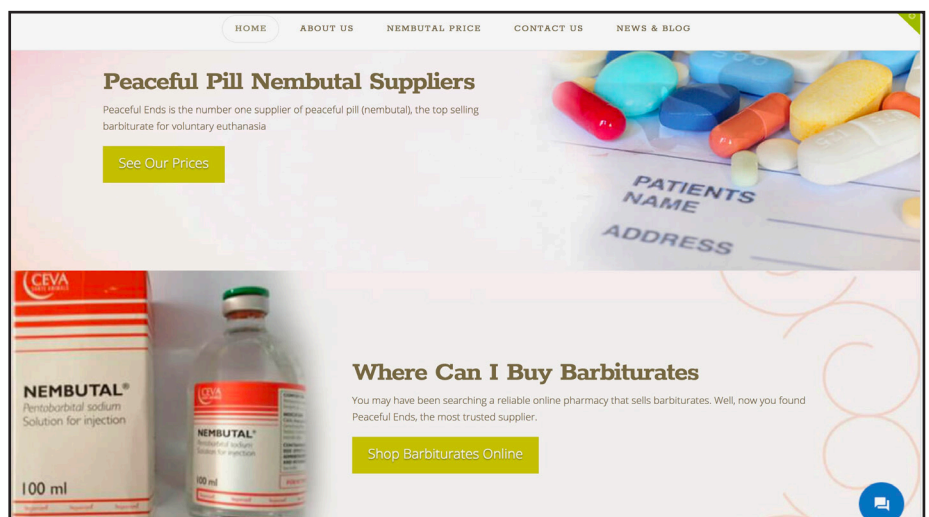 HOME ABOUT US NEMBUTAL PRICE CONTACT US NEWS & BLOG
Peaceful Pill Nembutal Suppliers
Peaceful Ends is the number one supplier of peaceful pill (nembutal), the top selling
barbiturate for voluntary euthanasia
See Our Prices
PATIENTS
NAME
ADDRESS
CEVA
NEMBUTAL®
Pentobarbital sodium
Solution for injection
100 ml
CEVA
NEMBUTAL®
Pentobarbital sodium
Solution for injection
100 ml
Where Can I Buy Barbiturates
You may have been searching a reliable online pharmacy that sells barbiturates. Well, now you found
Peaceful Ends, the most trusted supplier.
Shop Barbiturates Online